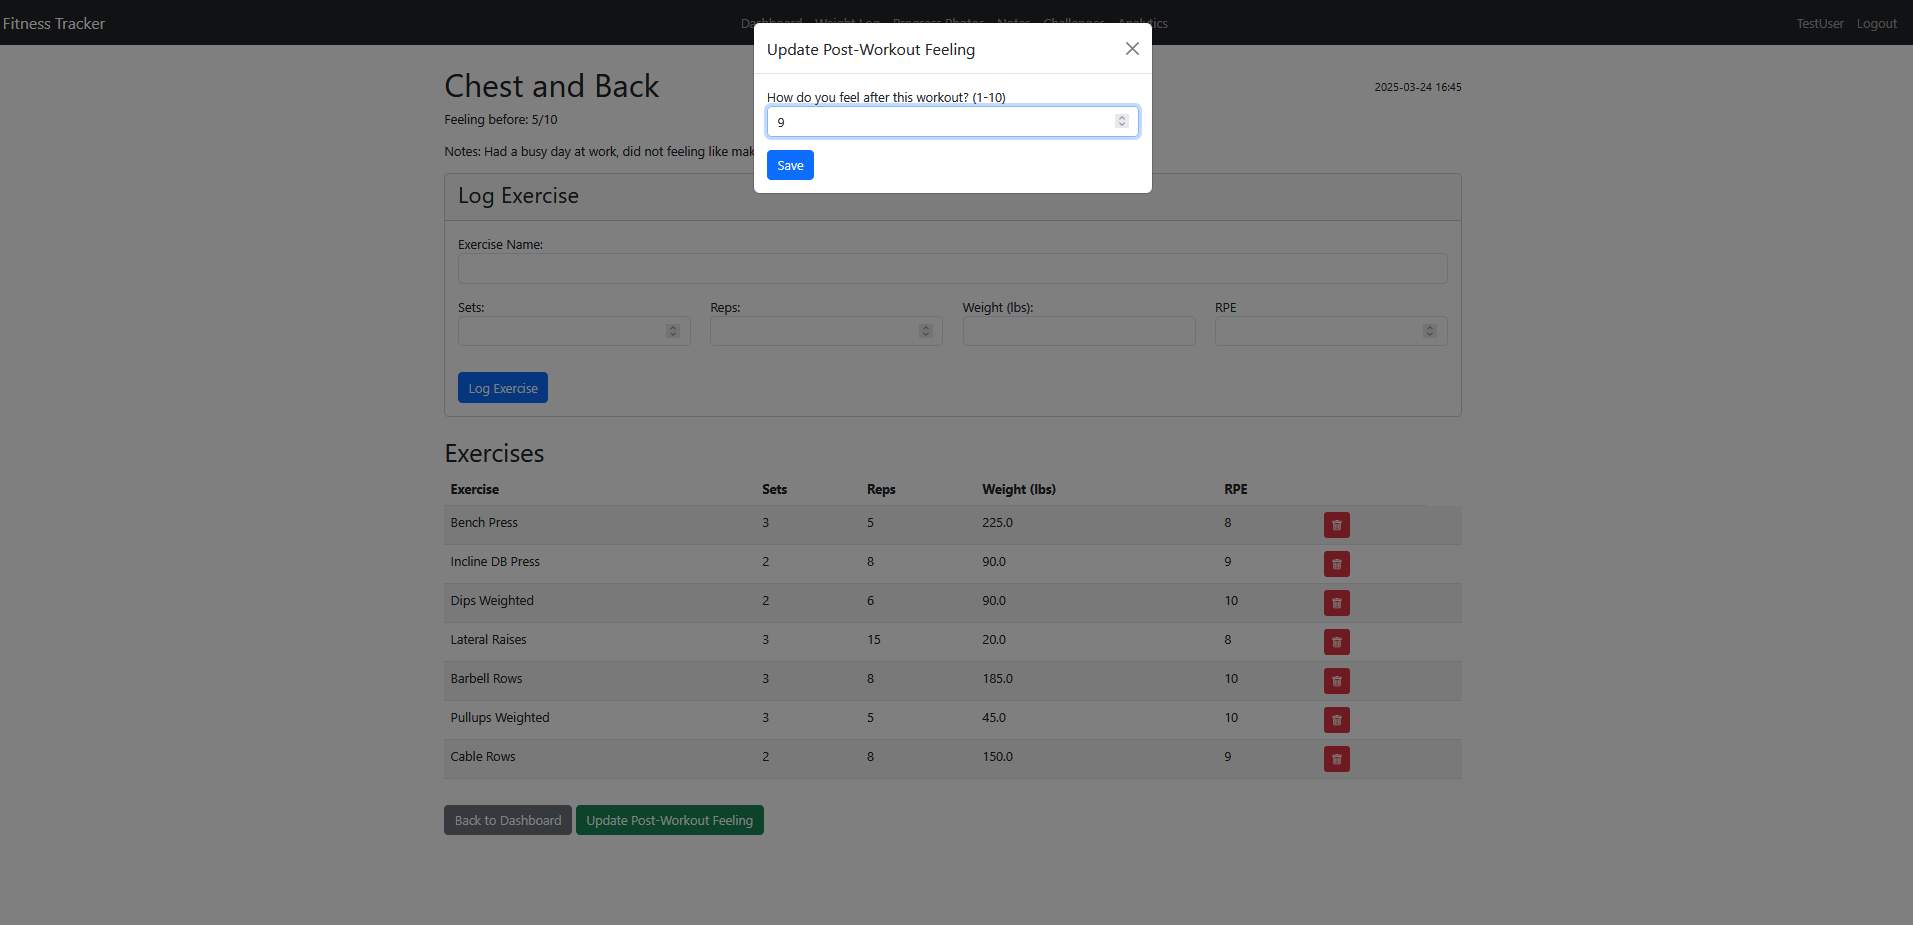 Fitness Tracker
Dashboard Weight Log Progress Photos Notes Challenges Analytics
TestUser Logout
Update Post-Workout Feeling
How do you feel after this workout? (1-10)
9
Save
Chest and Back
2025-03-24 16:45
Feeling before: 5/10
Notes: Had a busy day at work, did not feeling like
Log Exercise
Exercise Name:
Sets: Reps: Weight (lbs): RPE
Log Exercise
Exercises
Exercise Sets Reps Weight (lbs) RPE
Bench Press 3 5 225.0 8
Incline DB Press 2 8 90.0 9
Dips Weighted 2 6 90.0 10
Lateral Raises 3 15 20.0 8
Barbell Rows 3 8 185.0 10
Pullups Weighted 3 5 45.0 10
Cable Rows 2 8 150.0 9
Back to Dashboard Update Post-Workout Feeling